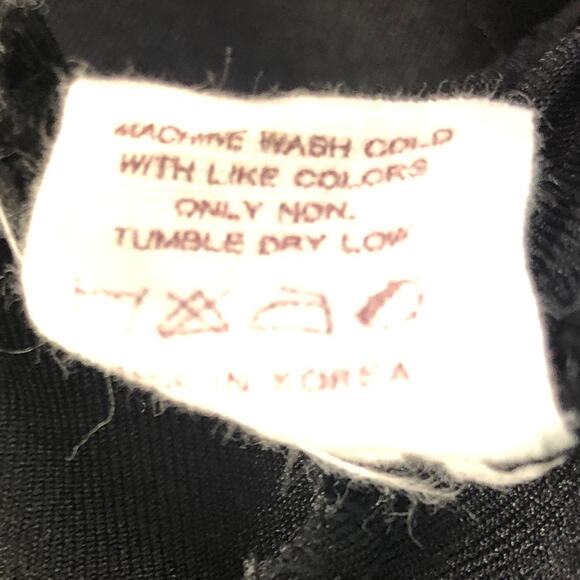 MACHINE WASH COLD
WITH LIKE COLORS
ONLY NON.
TUMBLE DRY LOW
IN KOREA